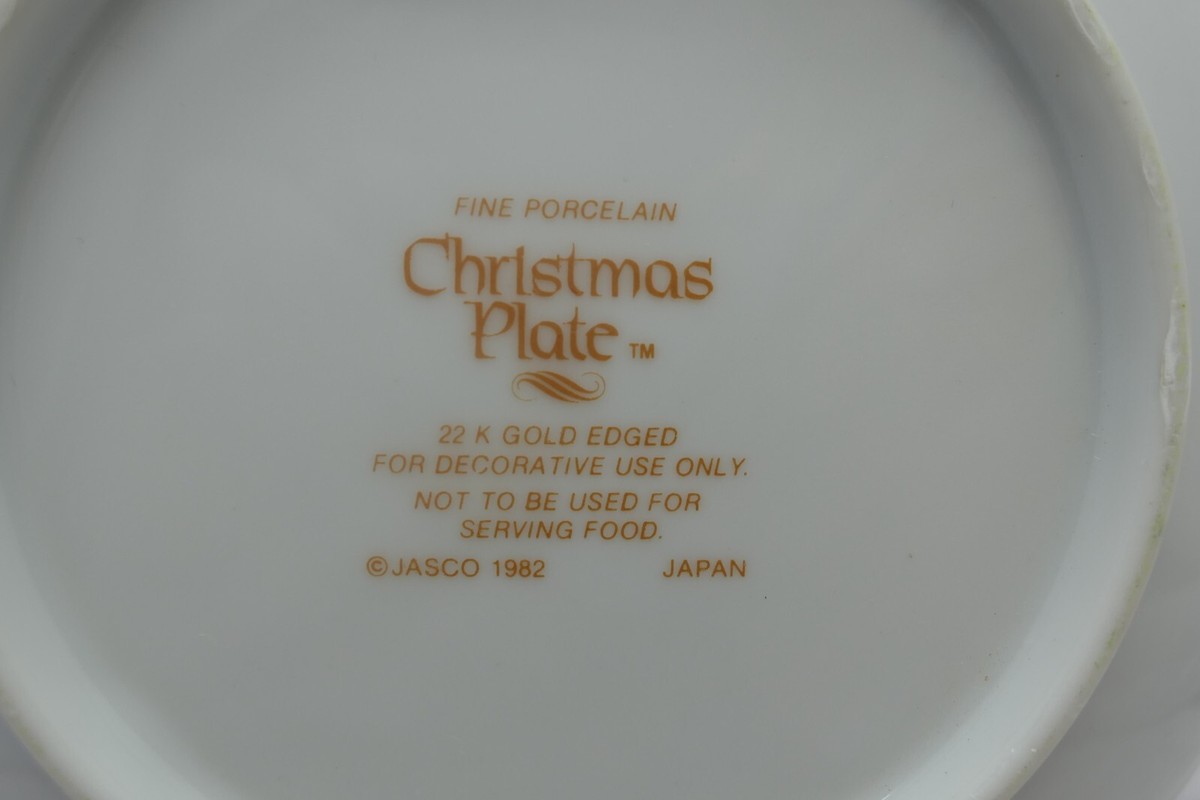 FINE PORCELAIN
Christmas
Plate ™
22 K GOLD EDGED
FOR DECORATIVE USE ONLY.
NOT TO BE USED FOR
SERVING FOOD.
©JASCO 1982 JAPAN